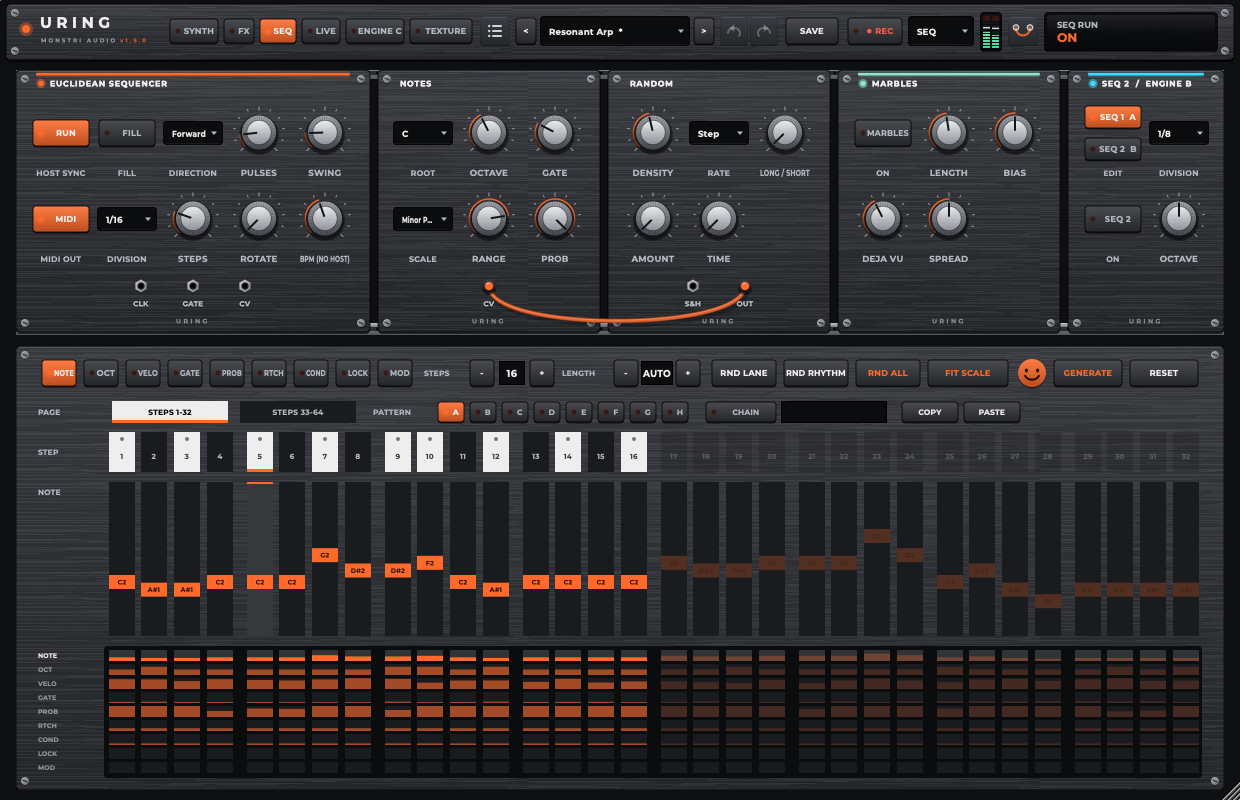 URING
MONSTRI AUDIO v1.5.0
SYNTH FX SEQ LIVE ENGINE C TEXTURE
< Resonant Arp * >
SAVE REC SEQ
SEQ RUN
ON
EUCLIDEAN SEQUENCER
RUN FILL Forward
HOST SYNC FILL DIRECTION PULSES SWING
MIDI 1/16
MIDI OUT DIVISION STEPS ROTATE BPM (NO HOST)
CLK GATE CV
URING
NOTES
C
ROOT OCTAVE GATE
Minor P...
SCALE RANGE PROB
CV
URING
RANDOM
Step
DENSITY RATE LONG / SHORT
AMOUNT TIME
S&H OUT
URING
MARBLES
MARBLES
ON LENGTH BIAS
DEJA VU SPREAD
URING
SEQ 2 / ENGINE B
SEQ 1 A
1/8
SEQ 2 B
EDIT DIVISION
SEQ 2
ON OCTAVE
URING
NOTE OCT VELO GATE PROB RTCH COND LOCK MOD STEPS - 16 + LENGTH - AUTO + RND LANE RND RHYTHM RND ALL FIT SCALE GENERATE RESET
PAGE STEPS 1-32 STEPS 33-64 PATTERN A B C D E F G H CHAIN COPY PASTE
STEP 1 2 3 4 5 6 7 8 9 10 11 12 13 14 15 16 17 18 19 20 21 22 23 24 25 26 27 28 29 30 31 32
NOTE
C2 A#1 A#1 C2 C2 C2 G2 D#2 D#2 F2 C2 A#1 C2 C2 C2 C2
NOTE
OCT
VELO
GATE
PROB
RTCH
COND
LOCK
MOD